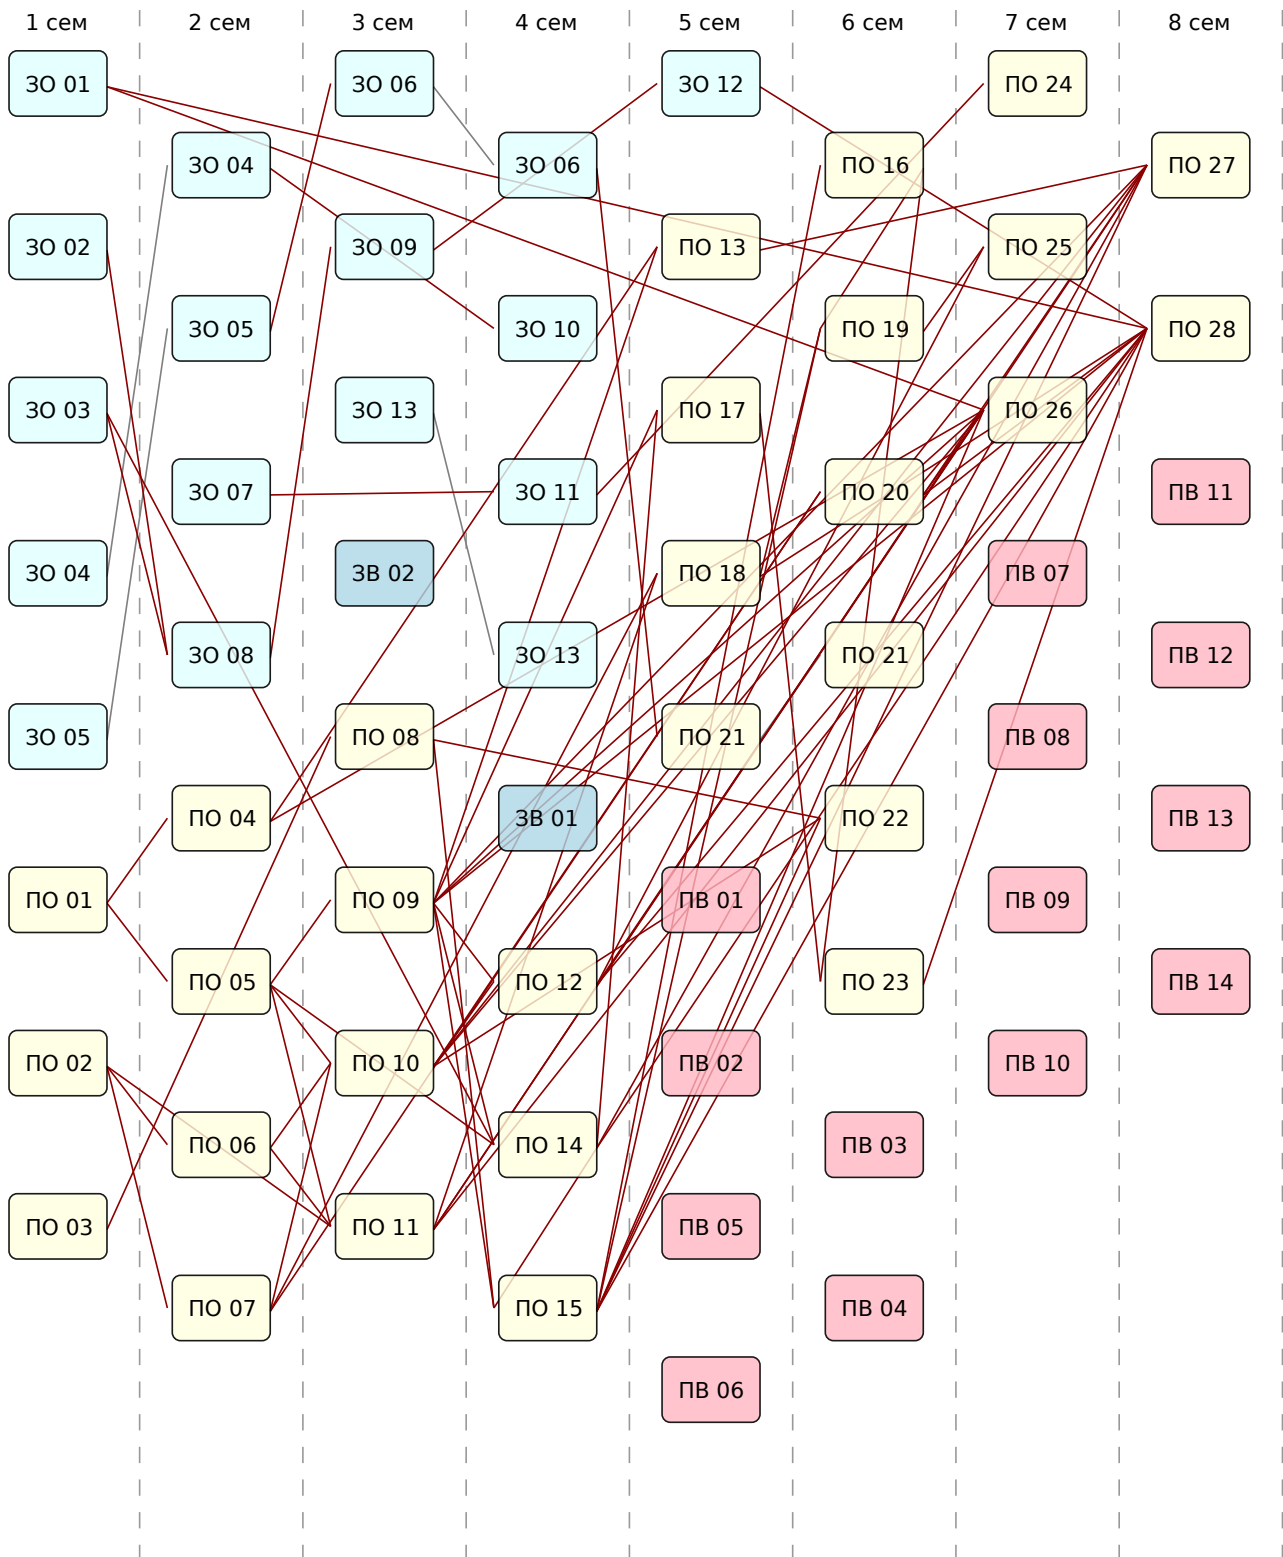 1 сем 2 сем 3 сем 4 сем 5 сем 6 сем 7 сем 8 сем
ЗО 01 ЗО 06 ЗО 12 ПО 24
ЗО 04 ЗО 06 ПО 16 ПО 27
ЗО 02 ЗО 09 ПО 13 ПО 25
ЗО 05 ЗО 10 ПО 19 ПО 28
ЗО 03 ЗО 13 ПО 17 ПО 26
ЗО 07 ЗО 11 ПО 20 ПВ 11
ЗО 04 ЗВ 02 ПО 18 ПВ 07
ЗО 08 ЗО 13 ПО 21 ПВ 12
ЗО 05 ПО 08 ПО 21 ПВ 08
ПО 04 ЗВ 01 ПО 22 ПВ 13
ПО 01 ПО 09 ПВ 01 ПВ 09
ПО 05 ПО 12 ПО 23 ПВ 14
ПО 02 ПО 10 ПВ 02 ПВ 10
ПО 06 ПО 14 ПВ 03
ПО 03 ПО 11 ПВ 05
ПО 07 ПО 15 ПВ 04
ПВ 06